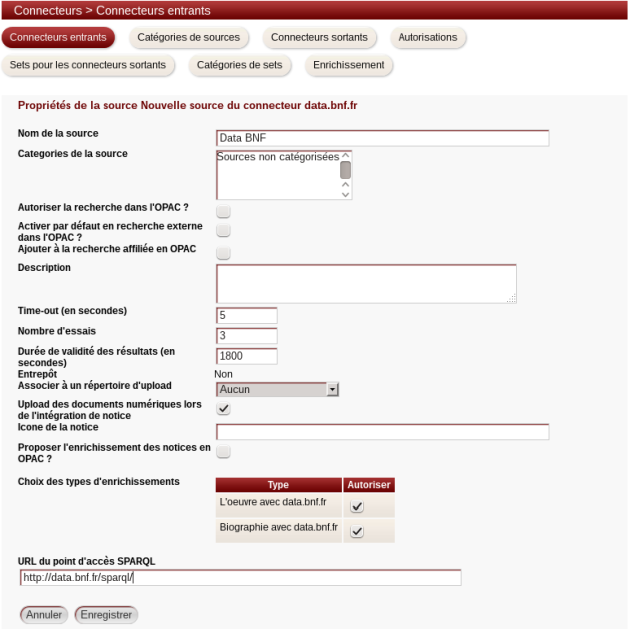 Connecteurs > Connecteurs entrants
Connecteurs entrants Catégories de sources Connecteurs sortants Autorisations
Sets pour les connecteurs sortants Catégories de sets Enrichissement
Propriétés de la source Nouvelle source du connecteur data.bnf.fr
Nom de la source Data BNF
Categories de la source Sources non catégorisées
Autoriser la recherche dans l'OPAC ?
Activer par défaut en recherche externe
dans l'OPAC ?
Ajouter à la recherche affiliée en OPAC
Description
Time-out (en secondes) 5
Nombre d'essais 3
Durée de validité des résultats (en
secondes) 1800
Entrepôt Non
Associer à un répertoire d'upload Aucun
Upload des documents numériques lors
de l'intégration de notice
Icone de la notice
Proposer l'enrichissement des notices en
OPAC ?
Choix des types d'enrichissements Type Autoriser
L'oeuvre avec data.bnf.fr
Biographie avec data.bnf.fr
URL du point d'accès SPARQL
http://data.bnf.fr/sparql/
Annuler Enregistrer